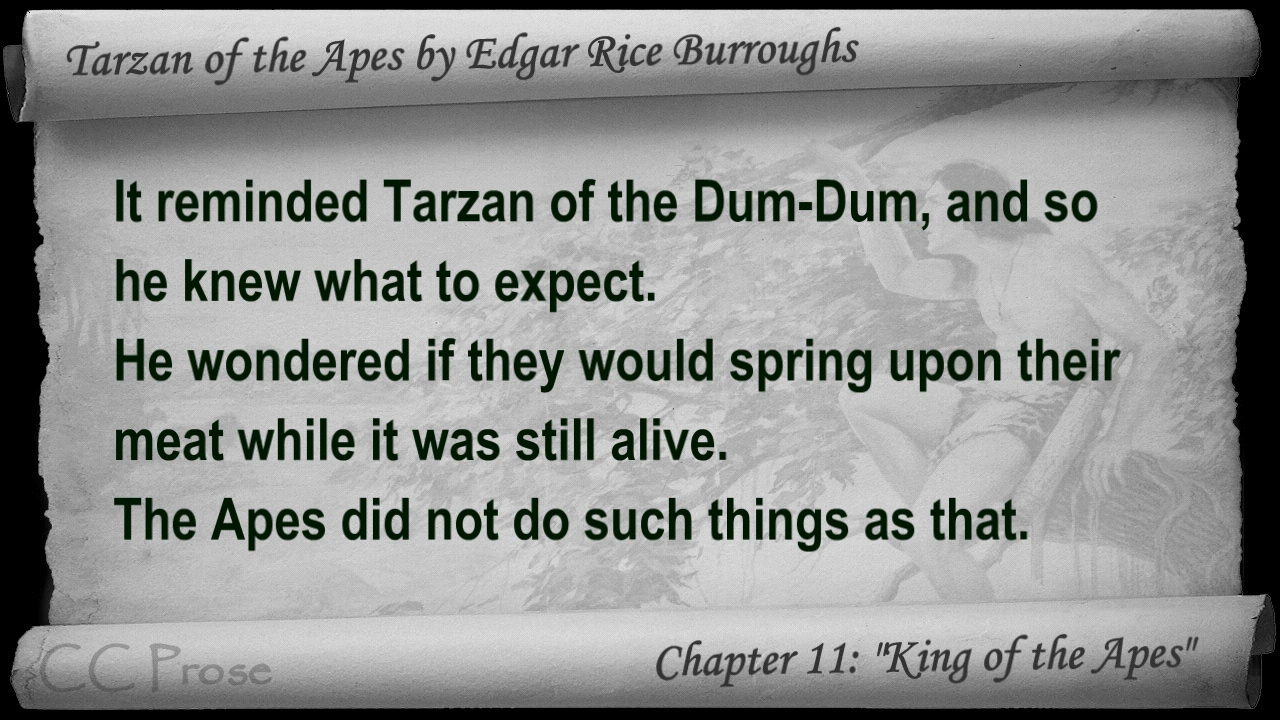 Tarzan of the Apes by Edgar Rice Burroughs
It reminded Tarzan of the Dum-Dum, and so
he knew what to expect.
He wondered if they would spring upon their
meat while it was still alive.
The Apes did not do such things as that.
CC Prose
Chapter 11: "King of the Apes"